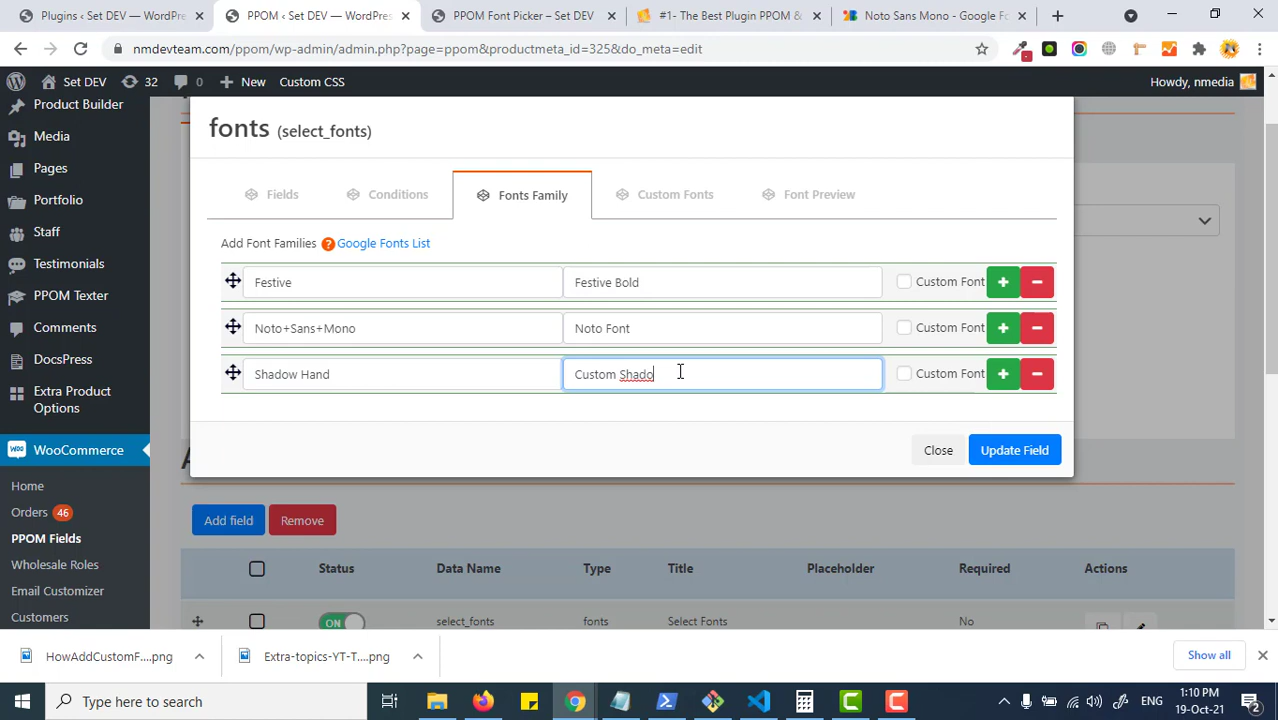 Plugins ‹ Set DEV — WordPr
PPOM ‹ Set DEV — WordPres
PPOM Font Picker – Set DEV
#1- The Best Plugin PPOM &
Noto Sans Mono - Google Fo
nmdevteam.com/ppom/wp-admin/admin.php?page=ppom&productmeta_id=325&do_meta=edit
Set DEV
32
0
New
Custom CSS
Howdy, nmedia
Product Builder
Media
Pages
Portfolio
Staff
Testimonials
PPOM Texter
Comments
DocsPress
Extra Product
Options
WooCommerce
Home
Orders 46
PPOM Fields
Wholesale Roles
Email Customizer
Customers
fonts (select_fonts)
Fields
Conditions
Fonts Family
Custom Fonts
Font Preview
Add Font Families ? Google Fonts List
Festive
Festive Bold
Custom Font
Noto+Sans+Mono
Noto Font
Custom Font
Shadow Hand
Custom Shado
Custom Font
Close
Update Field
Add field
Remove
Status
Data Name
Type
Title
Placeholder
Required
Actions
ON
select_fonts
fonts
Select Fonts
No
HowAddCustomF....png
Extra-topics-YT-T....png
Show all
Type here to search
ENG
1:10 PM
19-Oct-21
2